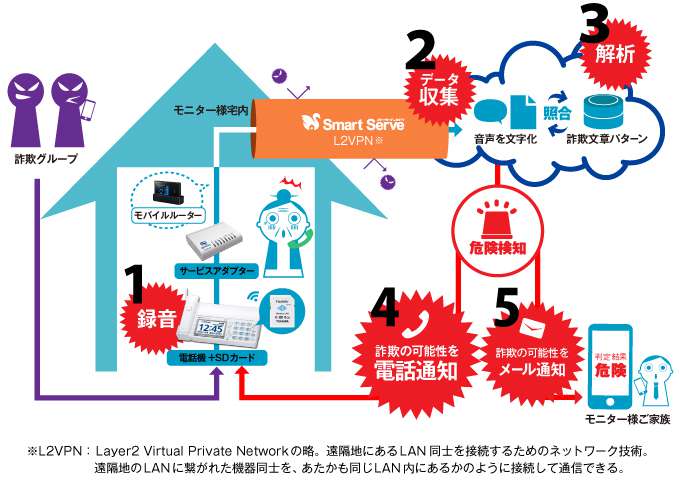 2
データ
収集
3
解析
モニター様宅内
Smart Serve
L2VPN※
音声を文字化
照合
詐欺文章パターン
詐欺グループ
モバイルルーター
サービスアダプター
危険検知
1
録音
12:45
電話機+SDカード
4
詐欺の可能性を
電話通知
5
詐欺の可能性を
メール通知
判定結果
危険
モニター様ご家族
※L2VPN：Layer2 Virtual Private Networkの略。遠隔地にあるLAN同士を接続するためのネットワーク技術。
遠隔地のLANに繋がれた機器同士を、あたかも同じLAN内にあるかのように接続して通信できる。